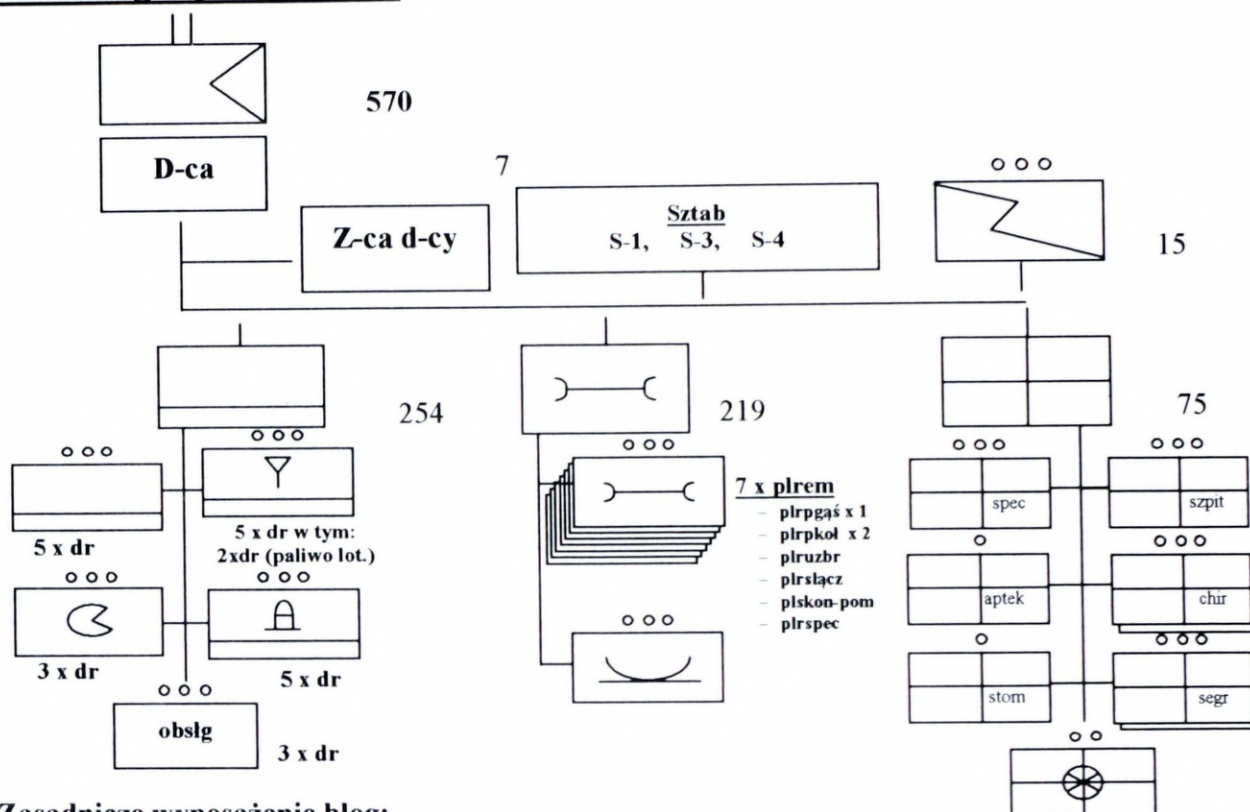 570
D-ca
7
Z-ca d-cy
Sztab
S-1, S-3, S-4
15
254
219
75
5 x dr
5 x dr w tym:
2xdr (paliwo lot.)
3 x dr
5 x dr
obsłg
3 x dr
7 x plrem
– plrpgąś x 1
– plrpkoł x 2
– plruzbr
– plrsłącz
– plskon-pom
– plrspec
spec
szpit
aptek
chir
stom
segr